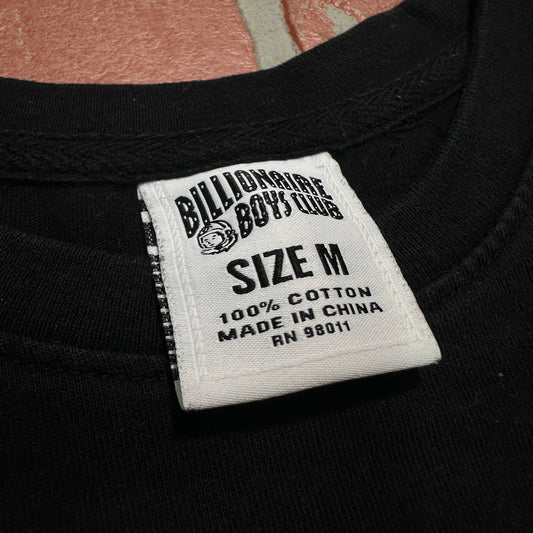 BILLIONAIRE
BOYS CLUB
SIZE M
100% COTTON
MADE IN CHINA
RN 98011